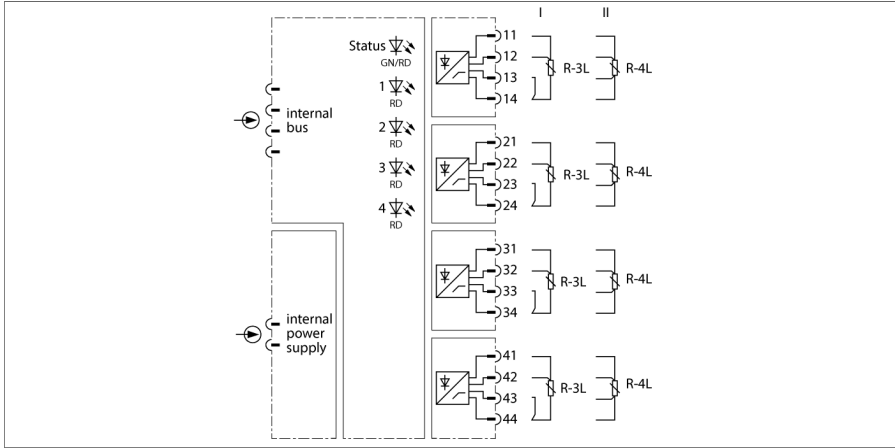 I II
Status
GN/RD
1
RD
2
RD
3
RD
4
RD
internal
bus
internal
power
supply
11
12
13
14
R-3L R-4L
21
22
23
24
R-3L R-4L
31
32
33
34
R-3L R-4L
41
42
43
44
R-3L R-4L